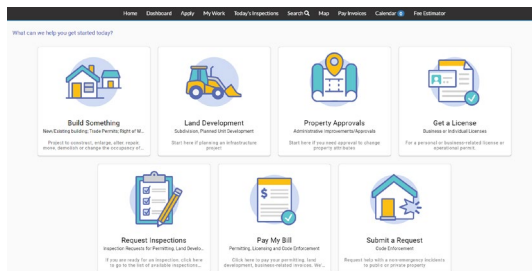 Home Dashboard Apply My Work Today's Inspections Search Map Pay Invoices Calendar Fee Estimator
What can we help you get started today?
Build Something
New/Existing building; Trade Permits; Right of W...
Project to construct, enlarge, alter, repair,
move, demolish or change the occupancy of...
Land Development
Subdivision, Planned Unit Development
Start here if planning an infrastructure
project
Property Approvals
Administrative Improvements/Approvals
Start here if you need approval to change
property attributes
Get a License
Business or Individual Licenses
For a personal or business-related license or
operational permit.
Request Inspections
Inspection Requests for Permitting, Land Develo...
If you are ready for an inspection, click here
to go to the list of available inspections...
Pay My Bill
Permitting, Licensing and Code Enforcement
Click here to pay your permitting, land
development, business-related invoices. We...
Submit a Request
Code Enforcement
Request help with a non-emergency incidents
to public or private property